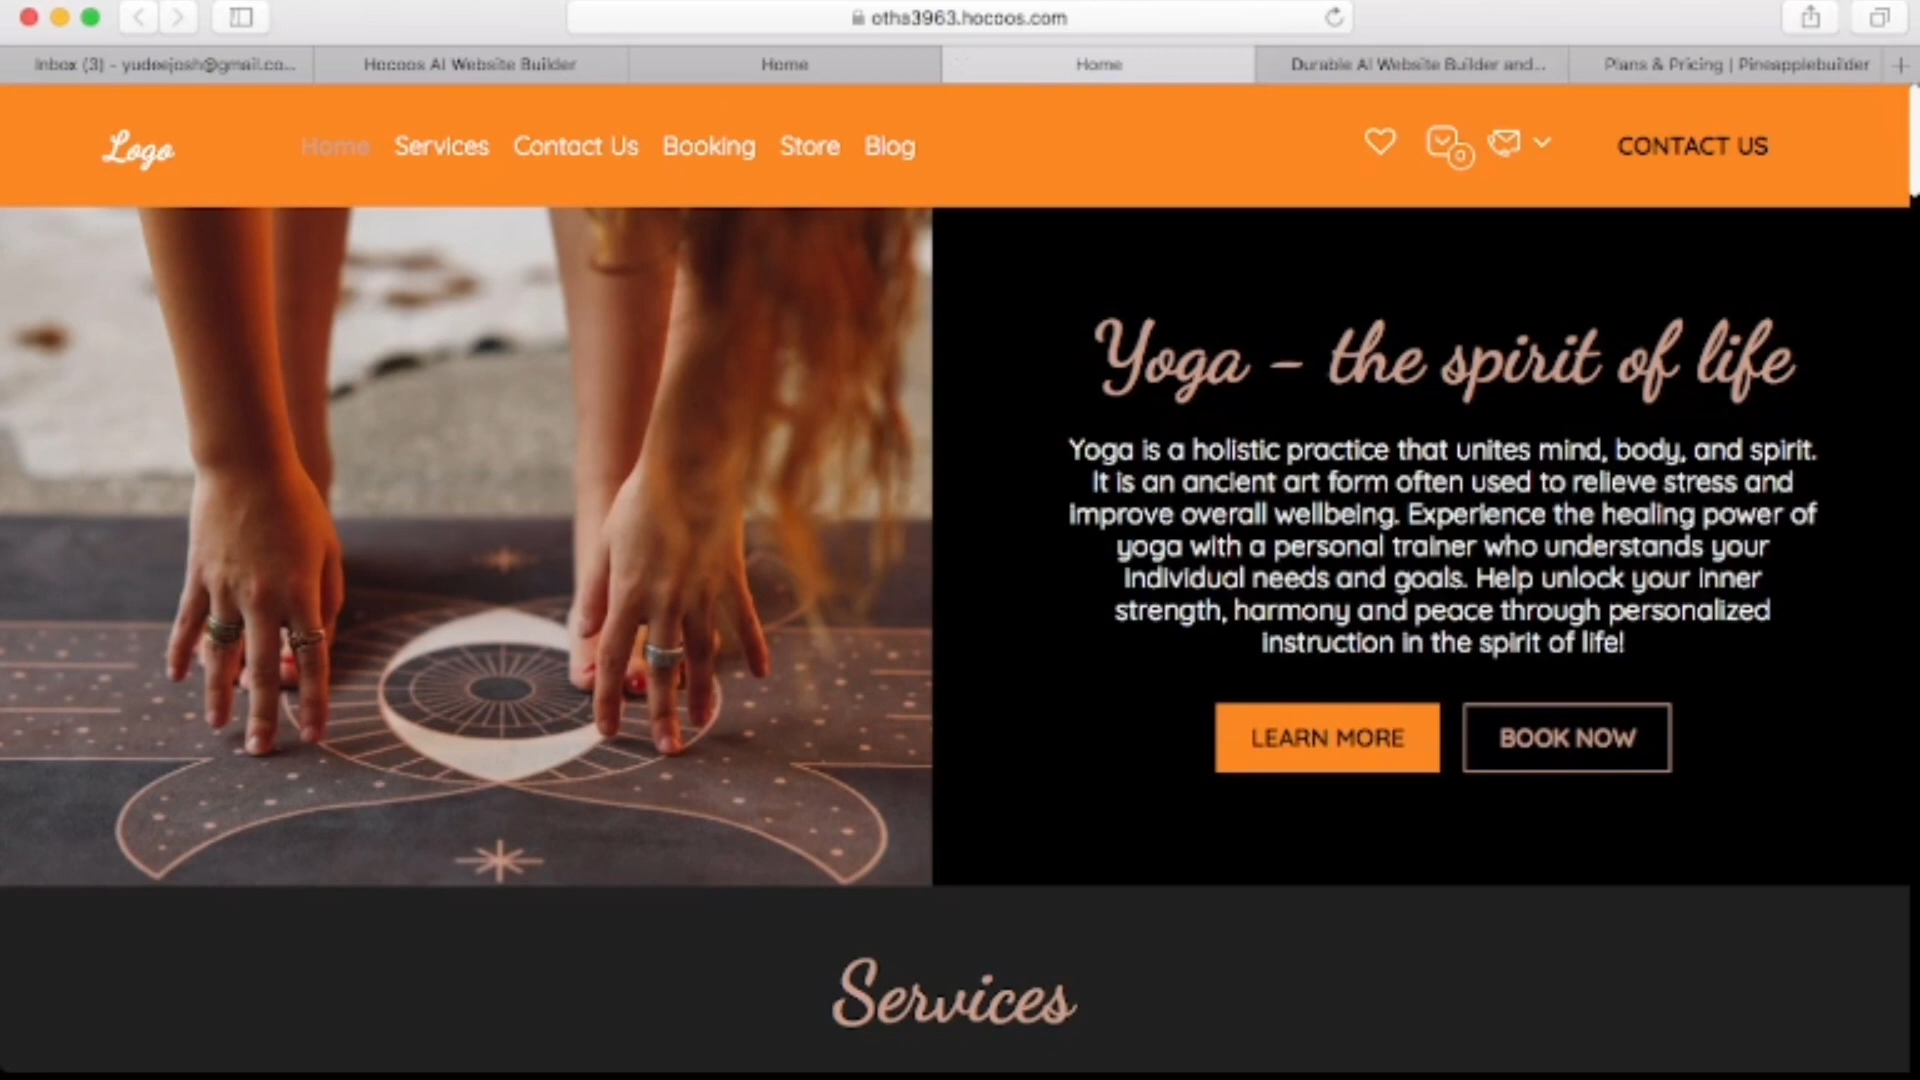 otha3963.hocoos.com
Inbox (3) - yudeejosh@gmail.co...
Hocoos AI Website Builder
Home
Home
Durable AI Website Builder and...
Plans & Pricing | Pineapplebuilder
Logo
Home Services Contact Us Booking Store Blog
0
CONTACT US
Yoga - the spirit of life
Yoga is a holistic practice that unites mind, body, and spirit.
It is an ancient art form often used to relieve stress and
improve overall wellbeing. Experience the healing power of
yoga with a personal trainer who understands your
individual needs and goals. Help unlock your inner
strength, harmony and peace through personalized
instruction in the spirit of life!
LEARN MORE
BOOK NOW
Services